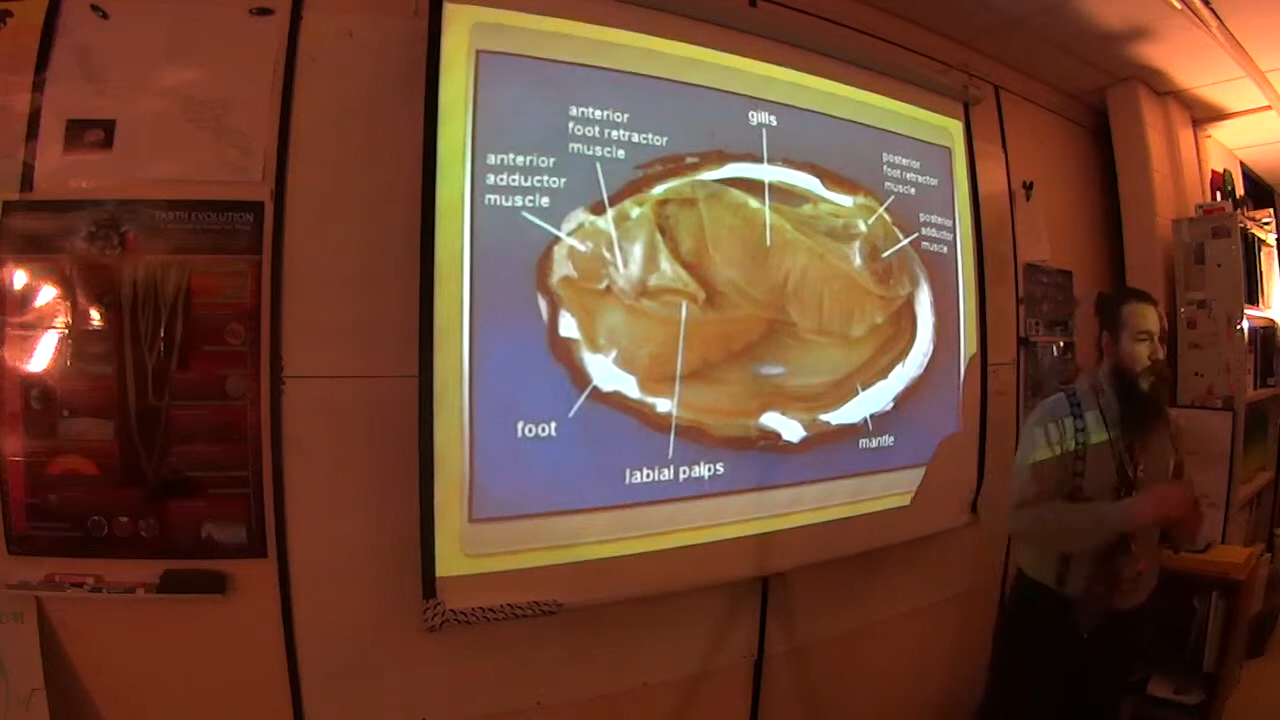 EARTH EVOLUTION
anterior
foot retractor
muscle
anterior
adductor
muscle
gills
posterior
foot retractor
muscle
posterior
adductor
muscle
foot
labial palps
mantle